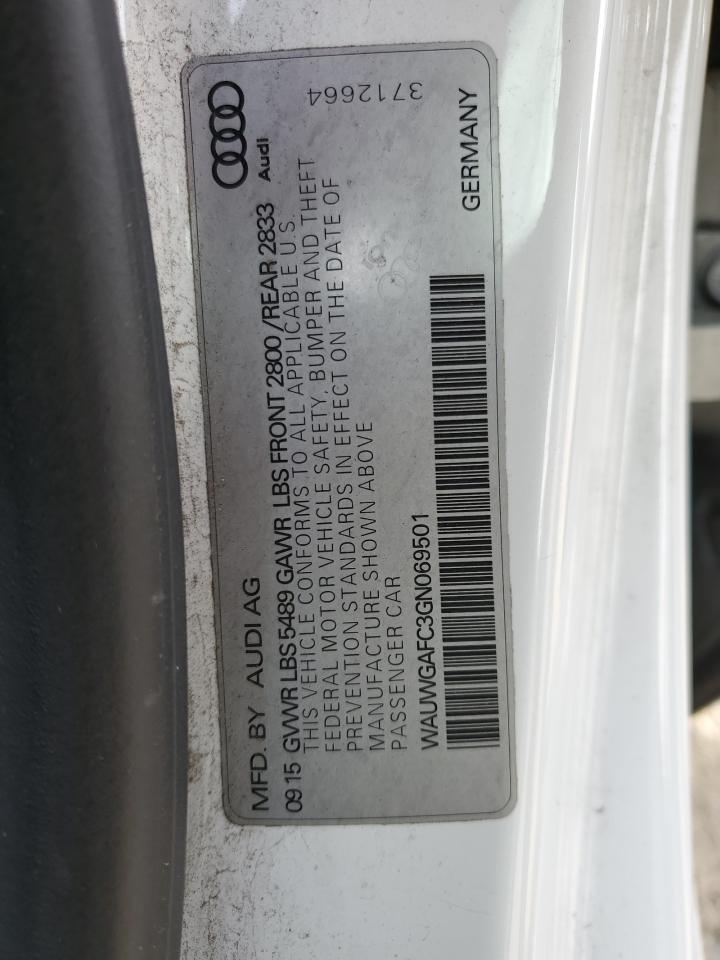 MFD. BY AUDI AG
09 15 GVWR LBS 5489 GAWR LBS FRONT 2800 /REAR 2833
THIS VEHICLE CONFORMS TO ALL APPLICABLE U.S.
FEDERAL MOTOR VEHICLE SAFETY, BUMPER AND THEFT
PREVENTION STANDARDS IN EFFECT ON THE DATE OF
MANUFACTURE SHOWN ABOVE
PASSENGER CAR
WAUWGAFC3GN069501
Audi
3712664
GERMANY